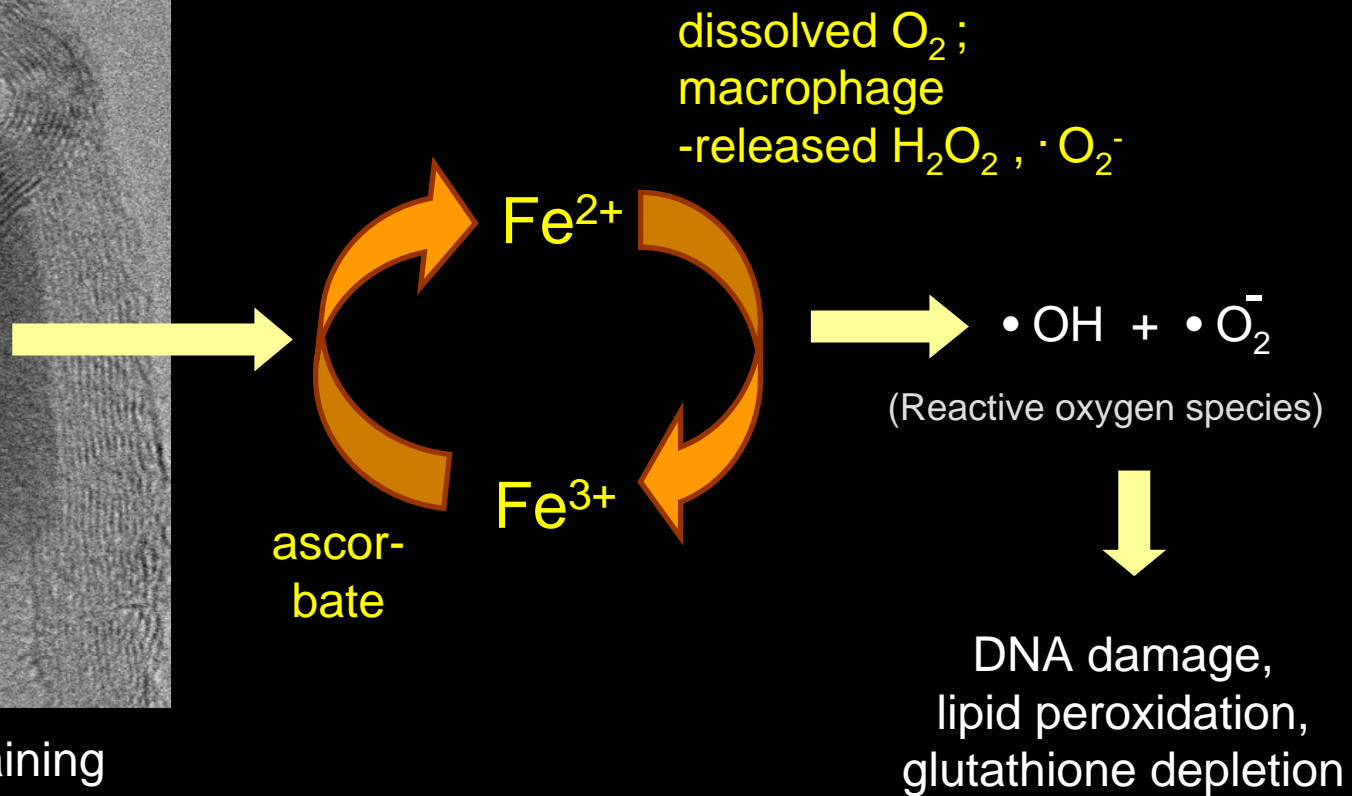 dissolved O₂ ;
macrophage
-released H₂O₂ , ·O₂⁻
Fe²⁺
• OH + • O₂⁻
(Reactive oxygen species)
Fe³⁺
ascor-
bate
DNA damage,
lipid peroxidation,
glutathione depletion